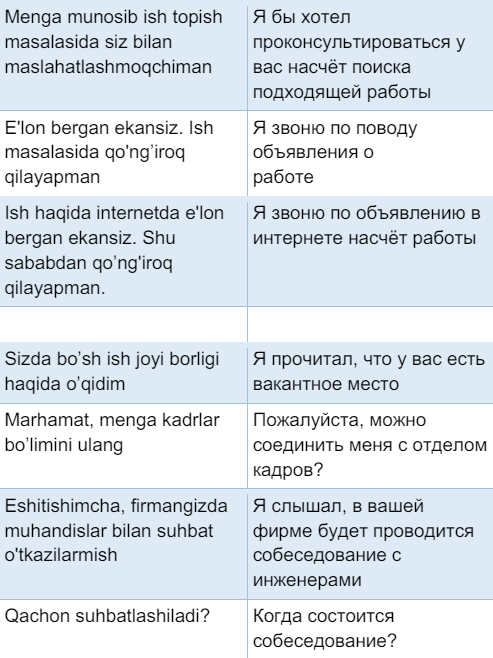 Menga munosib ish topish
masalasida siz bilan
maslahatlashmoqchiman
Я бы хотел
проконсультироваться у
вас насчёт поиска
подходящей работы
E'lon bergan ekansiz. Ish
masalasida qo'ng’iroq
qilayapman
Я звоню по поводу
объявления о
работе
Ish haqida internetda e'lon
bergan ekansiz. Shu
sababdan qo’ng'iroq
qilayapman.
Я звоню по объявлению в
интернете насчёт работы
Sizda bo’sh ish joyi borligi
haqida o’qidim
Я прочитал, что у вас есть
вакантное место
Marhamat, menga kadrlar
bo’limini ulang
Пожалуйста, можно
соединить меня с отделом
кадров?
Eshitishimcha, firmangizda
muhandislar bilan suhbat
o'tkazilarmish
Я слышал, в вашей
фирме будет проводится
собеседование с
инженерами
Qachon suhbatlashiladi?
Когда состоится
собеседование?